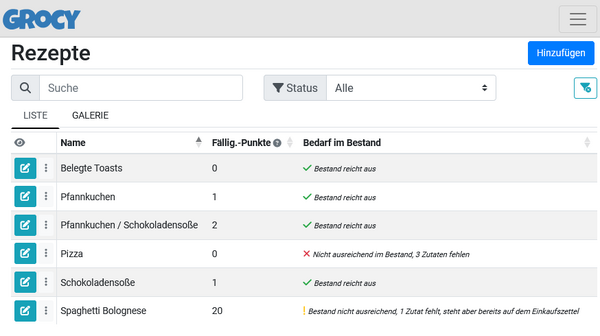 GROCY
Rezepte
Hinzufügen
Suche
Status
Alle
LISTE GALERIE
Name Fällig.-Punkte Bedarf im Bestand
Belegte Toasts 0 Bestand reicht aus
Pfannkuchen 1 Bestand reicht aus
Pfannkuchen / Schokoladensoße 2 Bestand reicht aus
Pizza 0 Nicht ausreichend im Bestand, 3 Zutaten fehlen
Schokoladensoße 1 Bestand reicht aus
Spaghetti Bolognese 20 Bestand nicht ausreichend, 1 Zutat fehlt, steht aber bereits auf dem Einkaufszettel